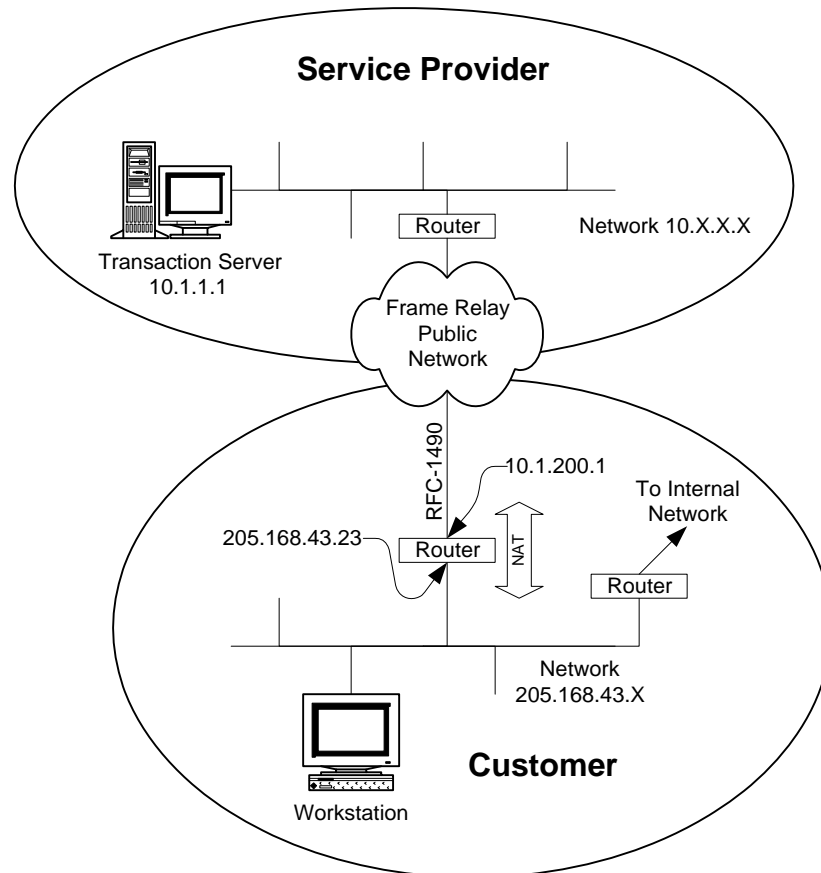 Service Provider
Router
Network 10.X.X.X
Transaction Server
10.1.1.1
Frame Relay
Public
Network
RFC-1490
10.1.200.1
To Internal
Network
205.168.43.23
Router
NAT
Router
Network
205.168.43.X
Customer
Workstation